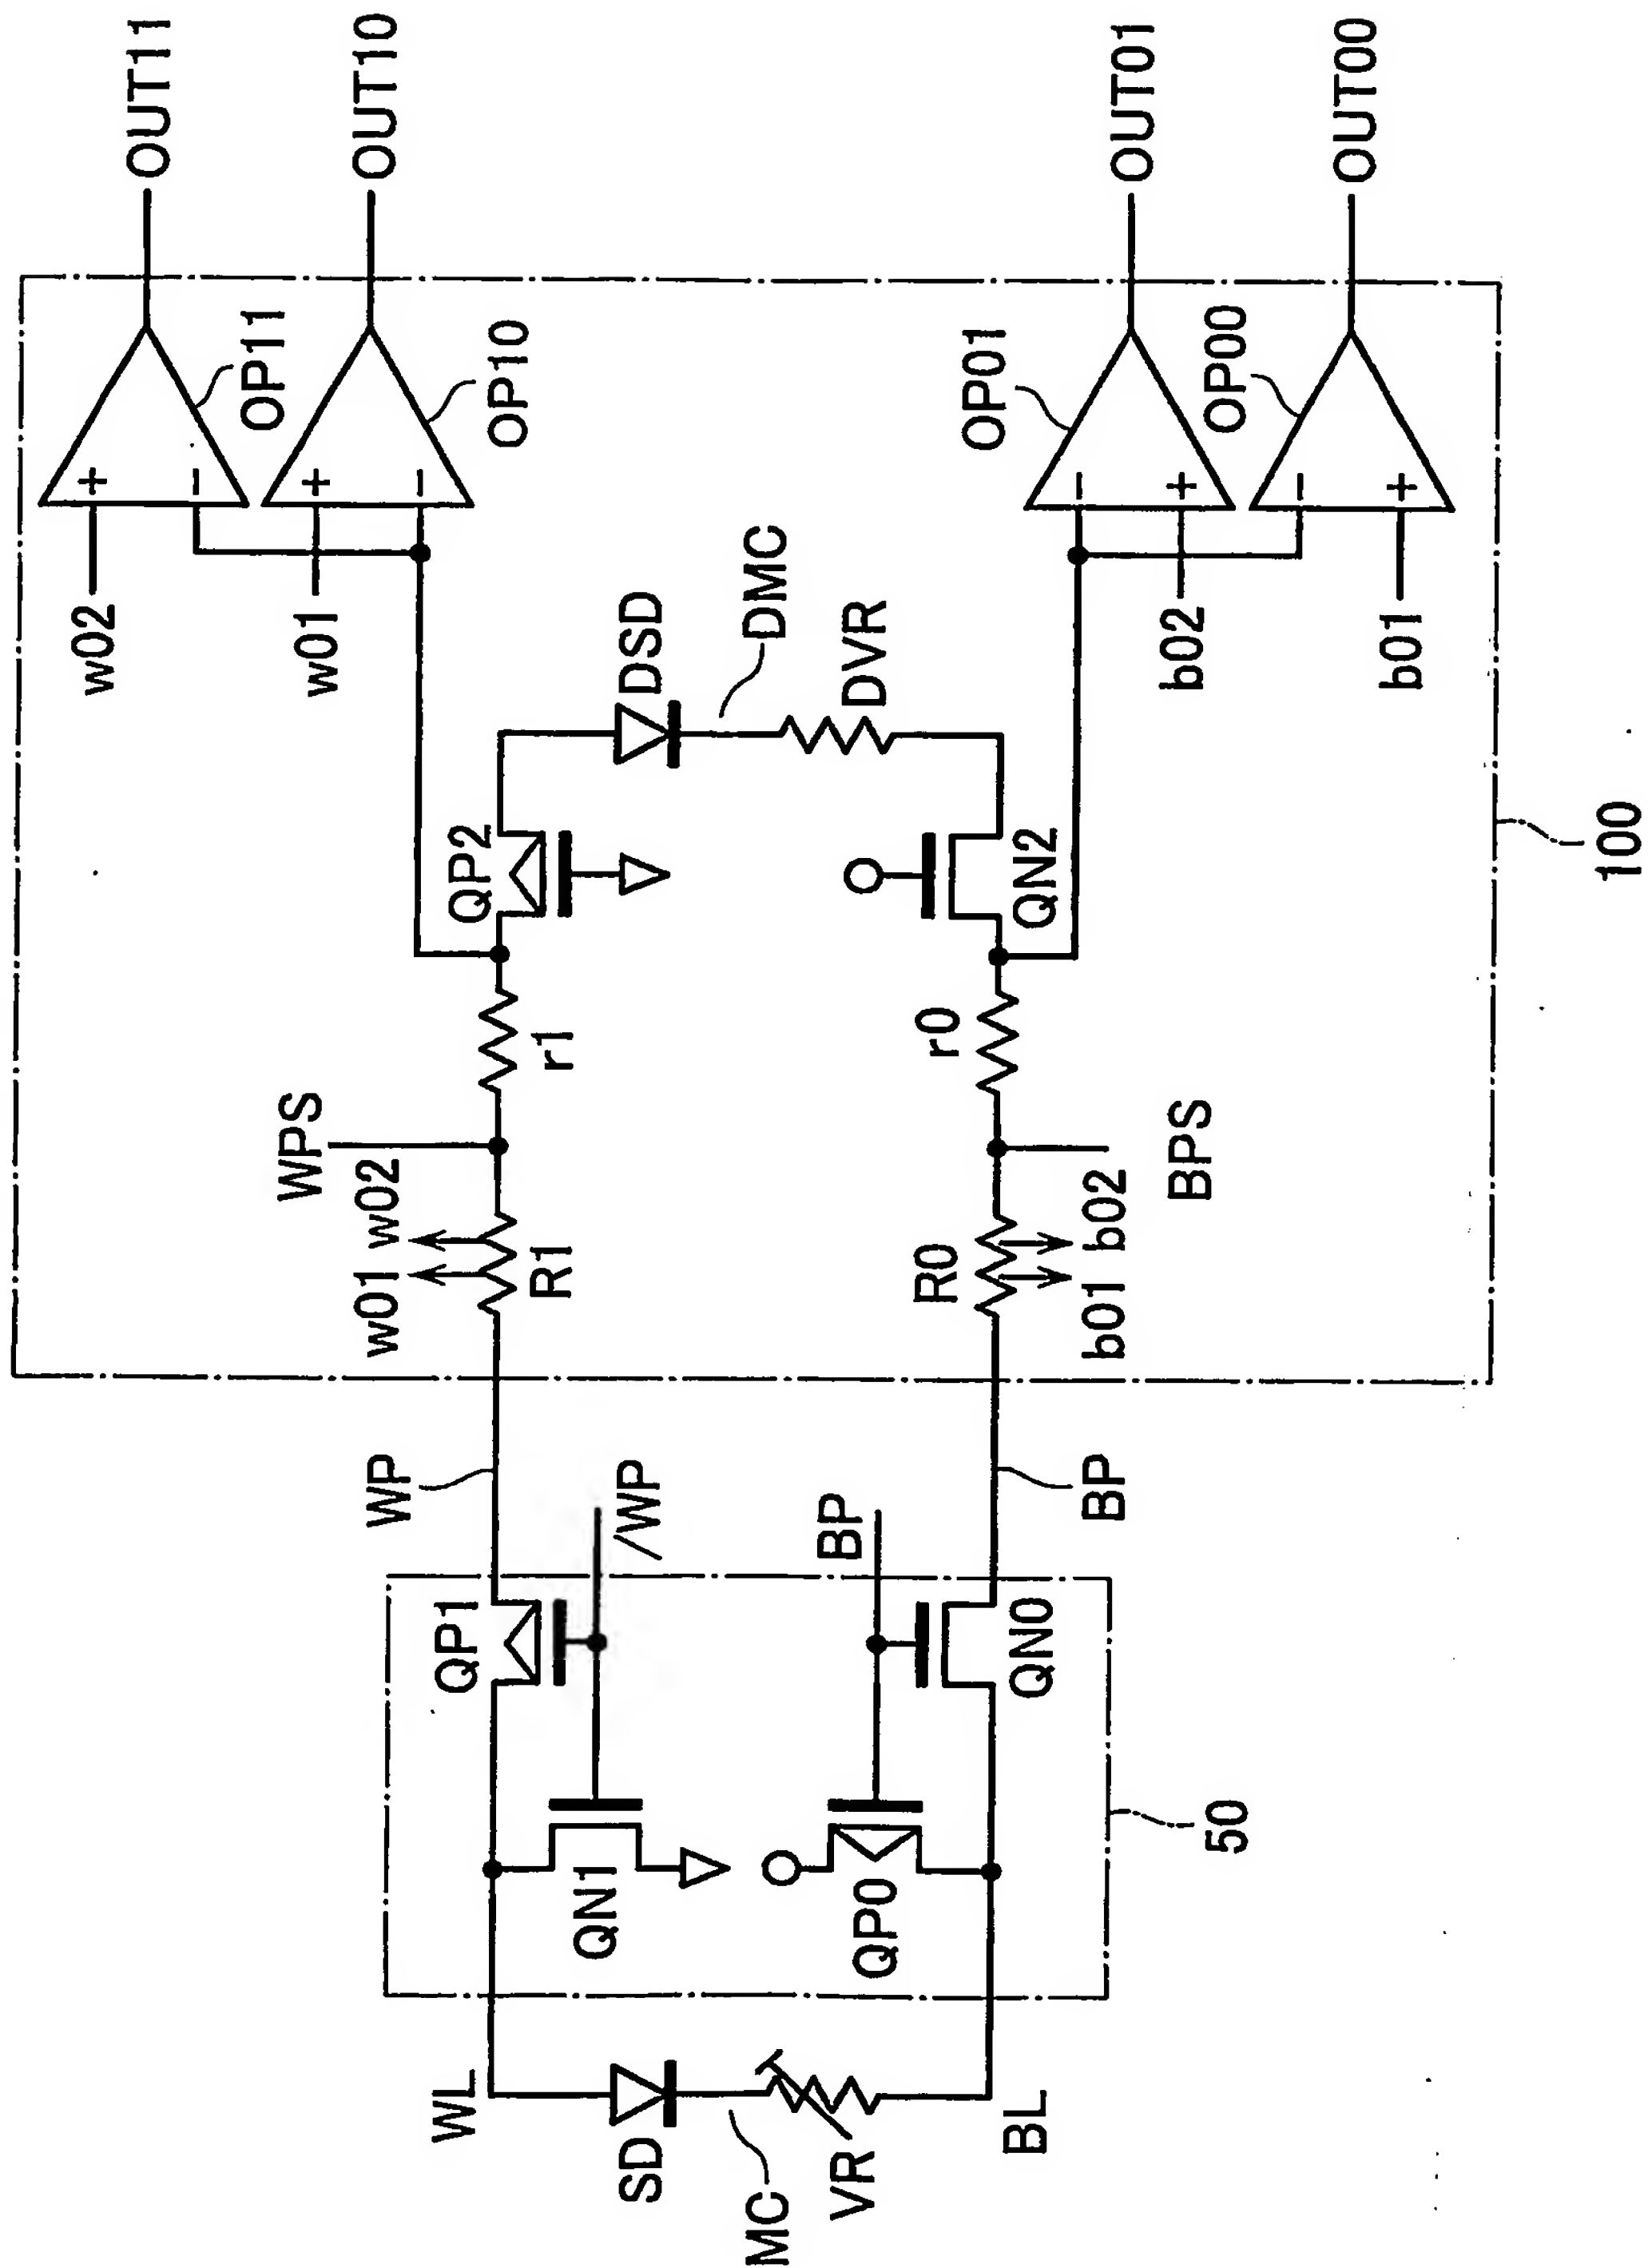 OUT11
OUT10
OUT01
OUT00
OP11
OP10
OP01
OP00
+
-
+
-
-
+
-
+
w02
w01
b02
b01
DSD
DMC
DVR
QP2
QN2
r1
r0
WPS
BPS
w01 w02
R1
R0
b01 b02
100
WP
/WP
BP
BP
QP1
QN1
QP0
QN0
50
WL
SD
MC
VR
BL